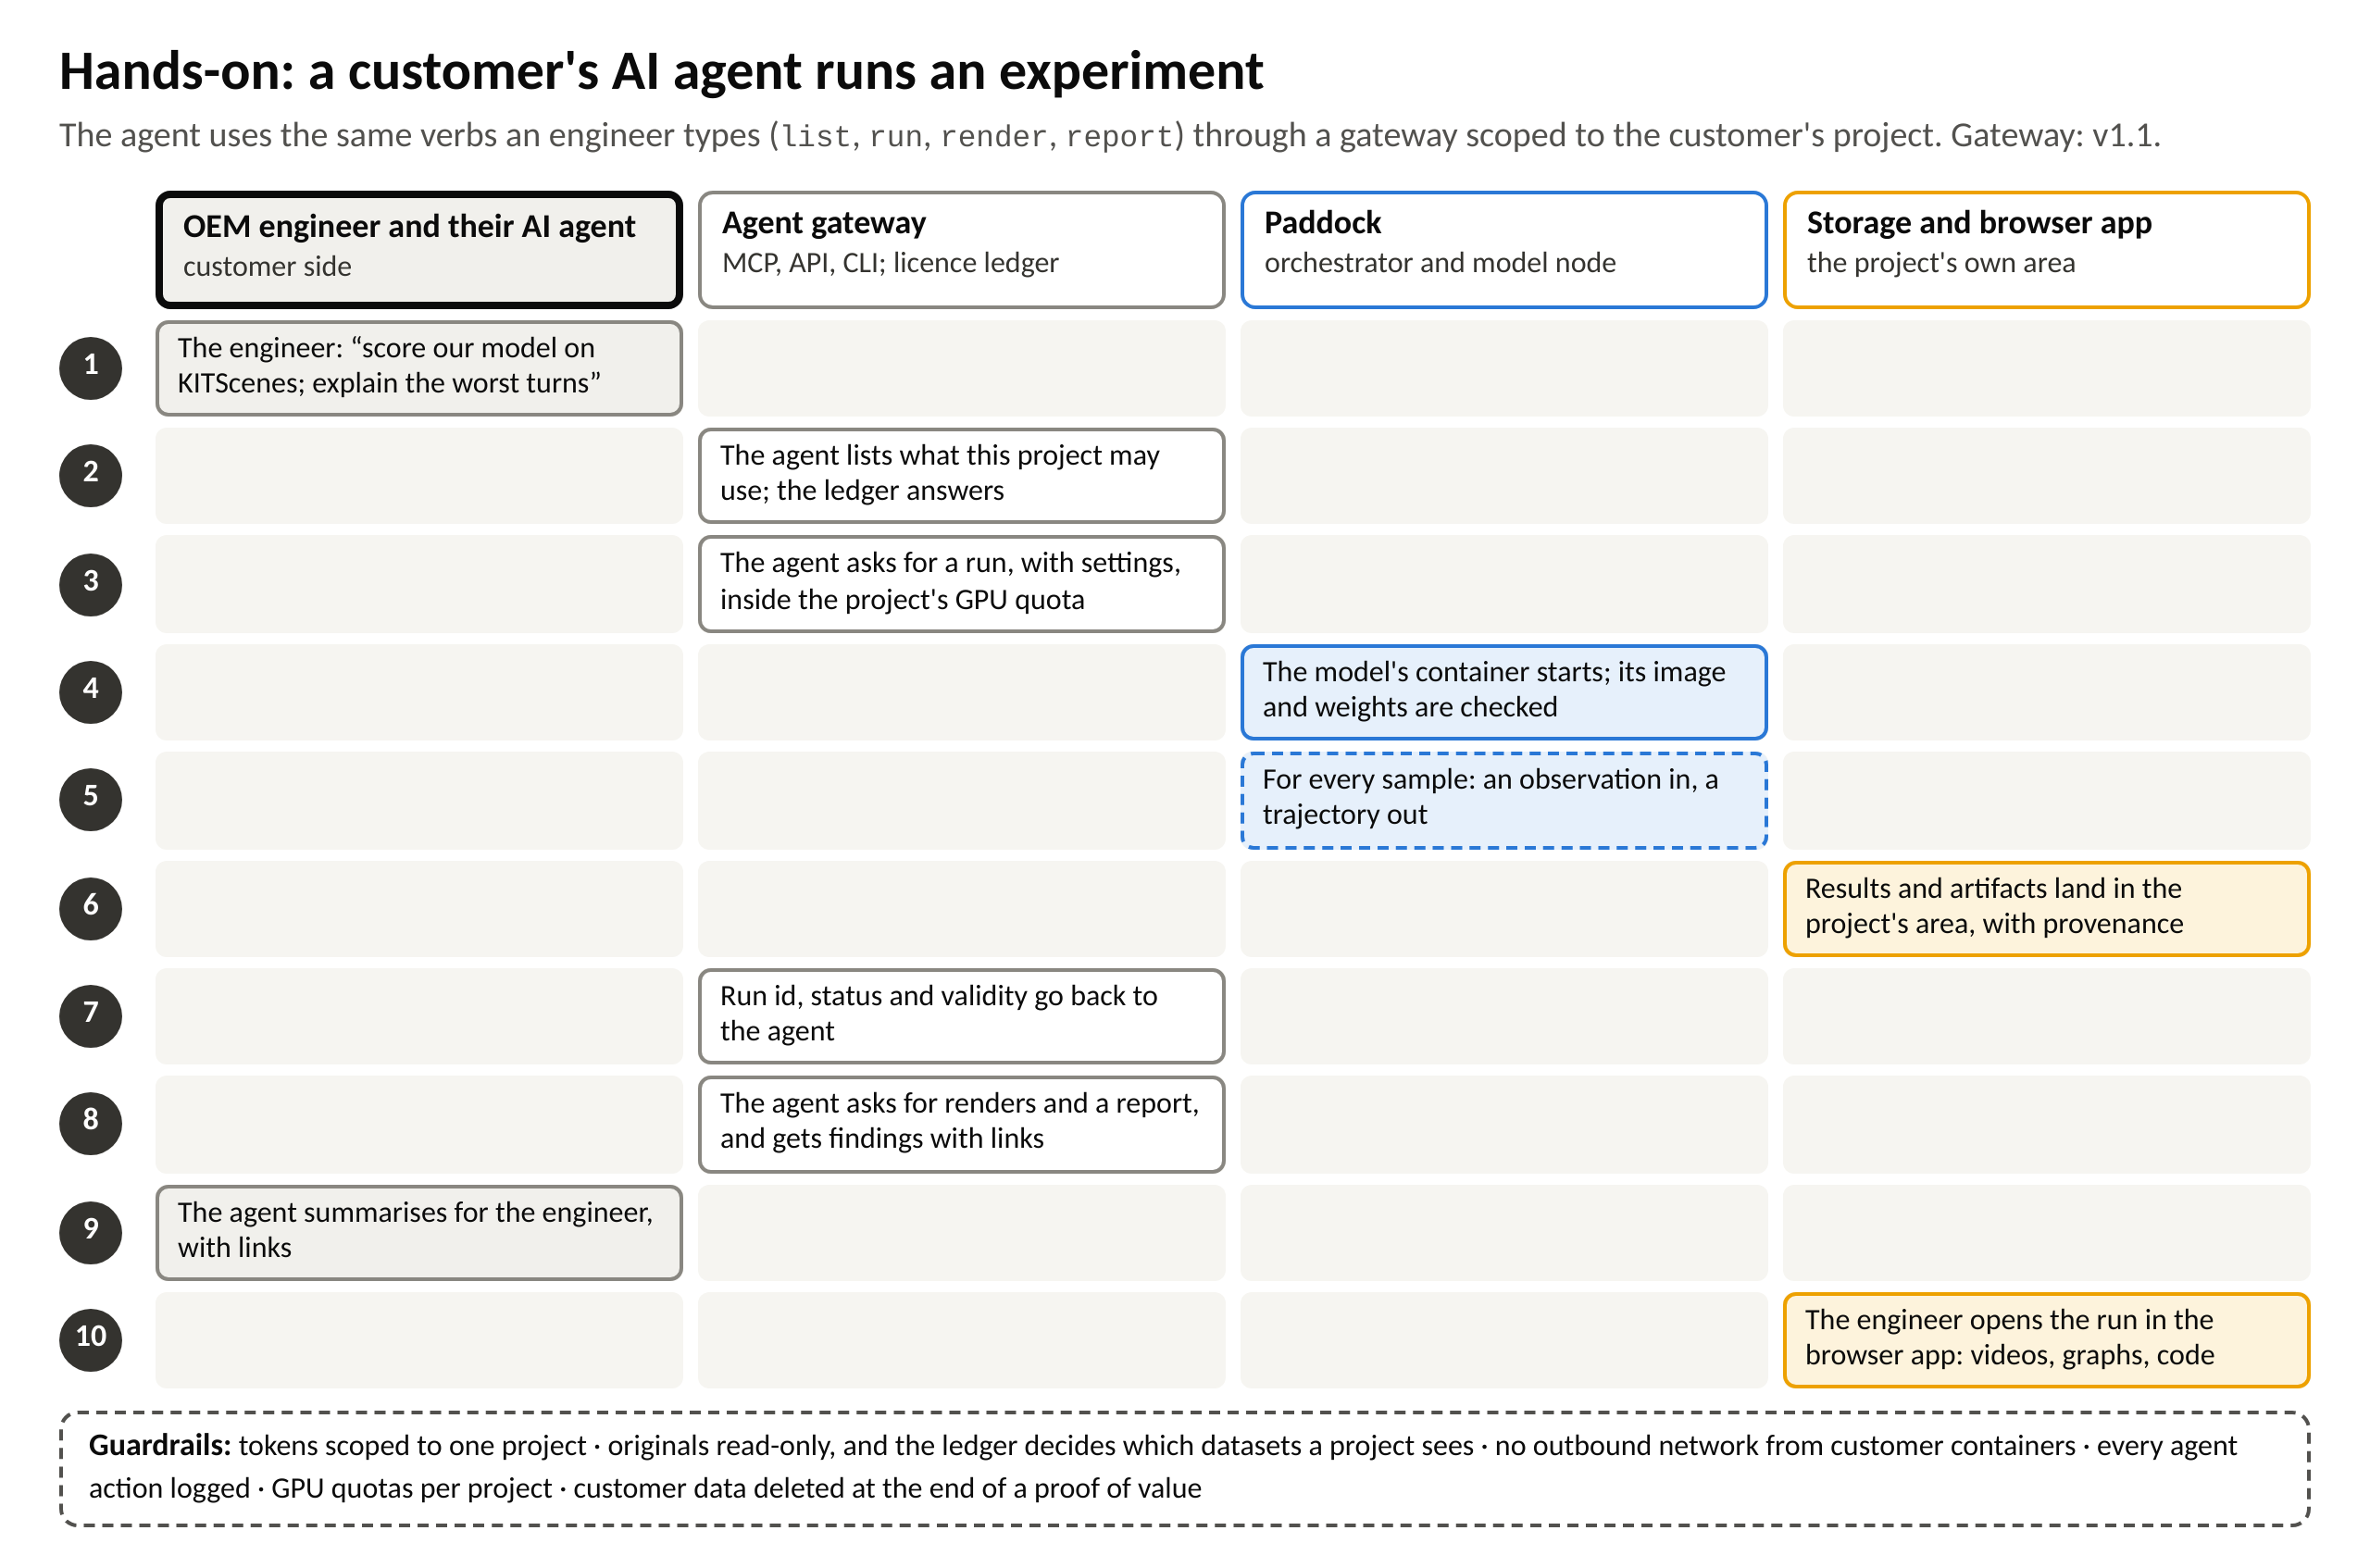 Hands-on: a customer's AI agent runs an experiment
The agent uses the same verbs an engineer types (list, run, render, report) through a gateway scoped to the customer's project. Gateway: v1.1.
OEM engineer and their AI agent
customer side
Agent gateway
MCP, API, CLI; licence ledger
Paddock
orchestrator and model node
Storage and browser app
the project's own area
1
The engineer: “score our model on
KITScenes; explain the worst turns”
2
The agent lists what this project may
use; the ledger answers
3
The agent asks for a run, with settings,
inside the project's GPU quota
4
The model's container starts; its image
and weights are checked
5
For every sample: an observation in, a
trajectory out
6
Results and artifacts land in the
project's area, with provenance
7
Run id, status and validity go back to
the agent
8
The agent asks for renders and a report,
and gets findings with links
9
The agent summarises for the engineer,
with links
10
The engineer opens the run in the
browser app: videos, graphs, code
Guardrails: tokens scoped to one project · originals read-only, and the ledger decides which datasets a project sees · no outbound network from customer containers · every agent
action logged · GPU quotas per project · customer data deleted at the end of a proof of value